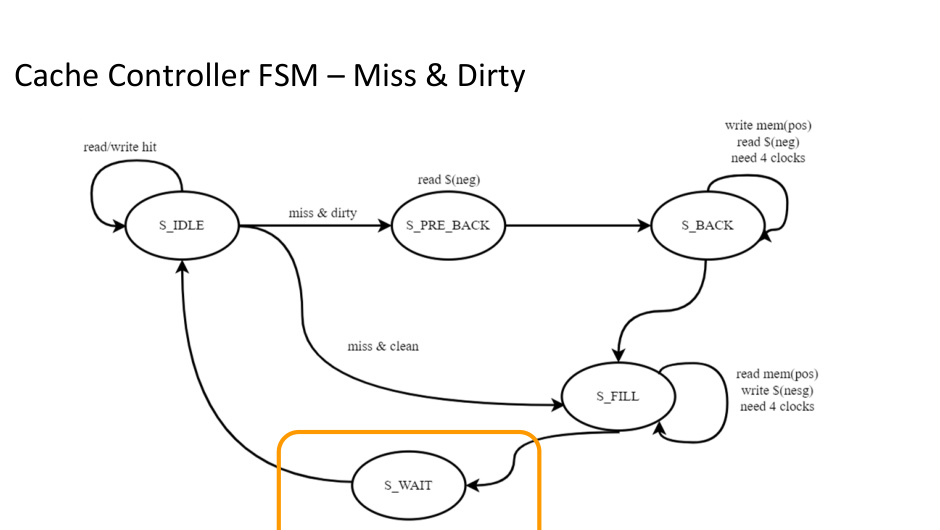 Cache Controller FSM – Miss & Dirty
write mem(pos)
read S(neg)
need 4 clocks
read/write hit
read S(neg)
miss & dirty
S_IDLE
S_PRE_BACK
S_BACK
miss & clean
read mem(pos)
write S(nesg)
need 4 clocks
S_FILL
S_WAIT